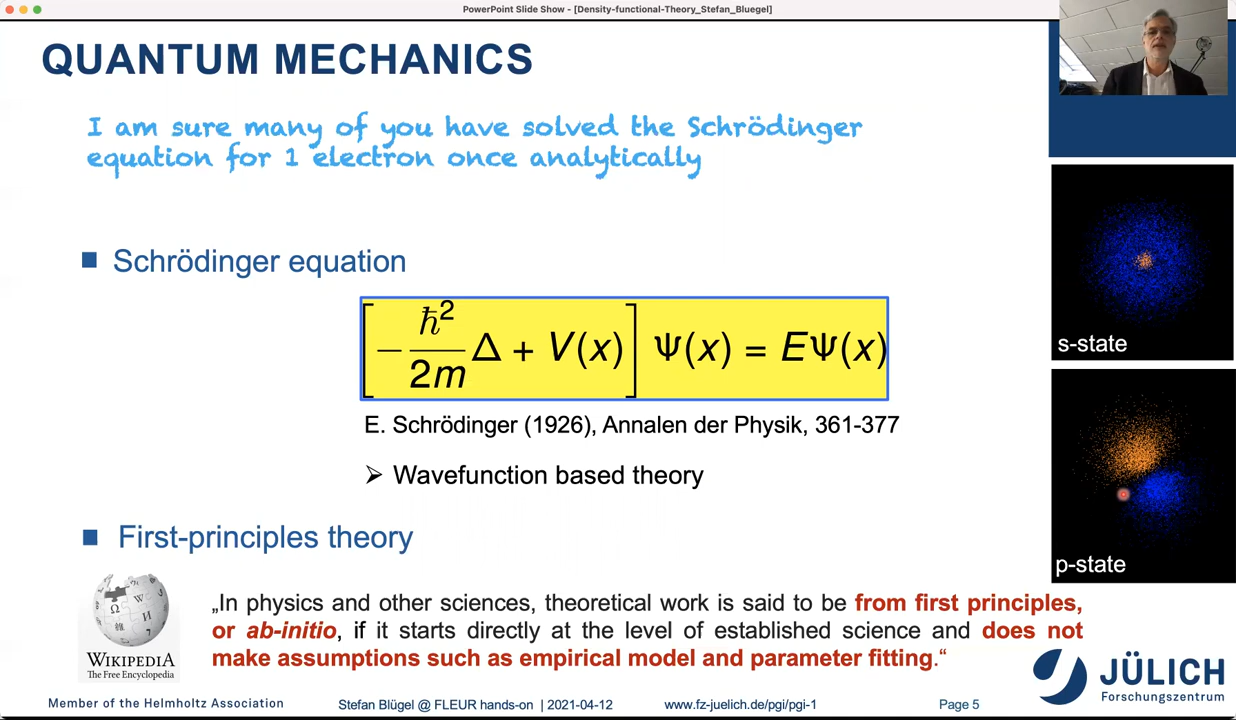 PowerPoint Slide Show - [Density-functional-Theory_Stefan_Bluegel]
QUANTUM MECHANICS
I am sure many of you have solved the Schrödinger
equation for 1 electron once analytically
■ Schrödinger equation
[-ħ²/2m Δ + V(x)] Ψ(x) = EΨ(x)
E. Schrödinger (1926), Annalen der Physik, 361-377
➢ Wavefunction based theory
s-state
p-state
■ First-principles theory
„In physics and other sciences, theoretical work is said to be from first principles,
or ab-initio, if it starts directly at the level of established science and does not
make assumptions such as empirical model and parameter fitting.“
Ω W
WIKIPEDIA
The Free Encyclopedia
JÜLICH
Forschungszentrum
Member of the Helmholtz Association
Stefan Blügel @ FLEUR hands-on | 2021-04-12
www.fz-juelich.de/pgi/pgi-1
Page 5